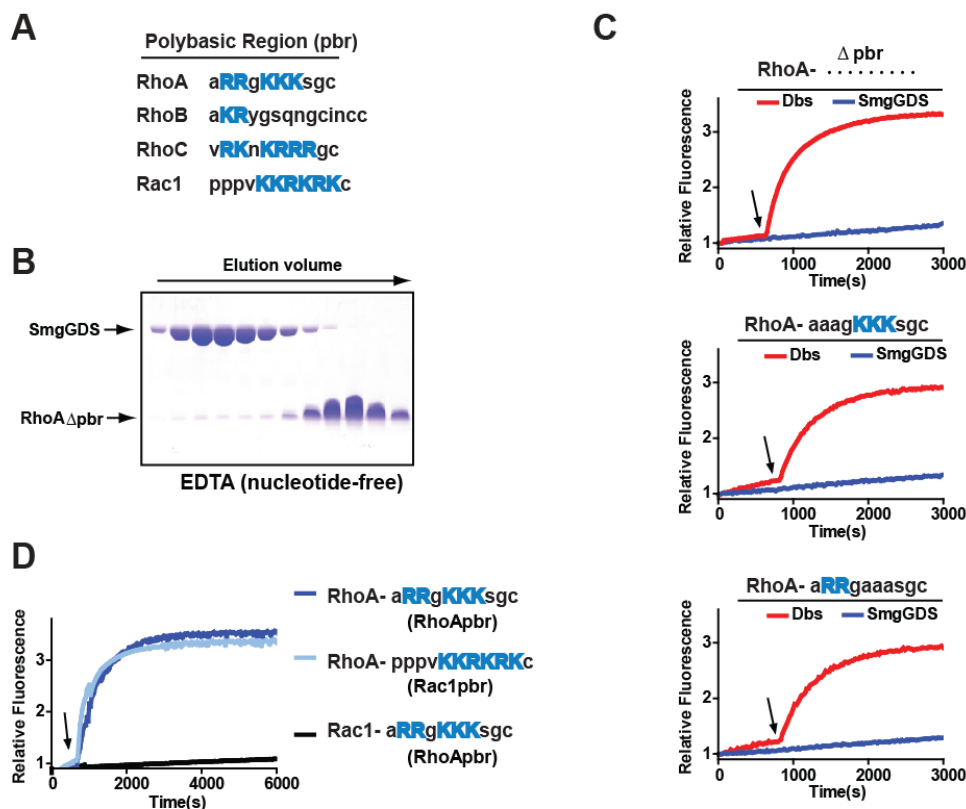 A
Polybasic Region (pbr)
RhoA aRRgKKKsgc
RhoB aKRygsqngcincc
RhoC vRKnKRRRgc
Rac1 pppvKKRKRKc
B
Elution volume
SmgGDS
RhoAΔpbr
EDTA (nucleotide-free)
C
Δ pbr
RhoA- ········
Dbs SmgGDS
Relative Fluorescence
3
2
1
1000 2000 3000
Time(s)
RhoA- aaagKKKsgc
Dbs SmgGDS
Relative Fluorescence
3
2
1
1000 2000 3000
Time(s)
RhoA- aRRgaaasgc
Dbs SmgGDS
Relative Fluorescence
3
2
1
1000 2000 3000
Time(s)
D
Relative Fluorescence
3
2
1
0 2000 4000 6000
Time(s)
RhoA- aRRgKKKsgc
(RhoApbr)
RhoA- pppvKKRKRKc
(Rac1pbr)
Rac1- aRRgKKKsgc
(RhoApbr)